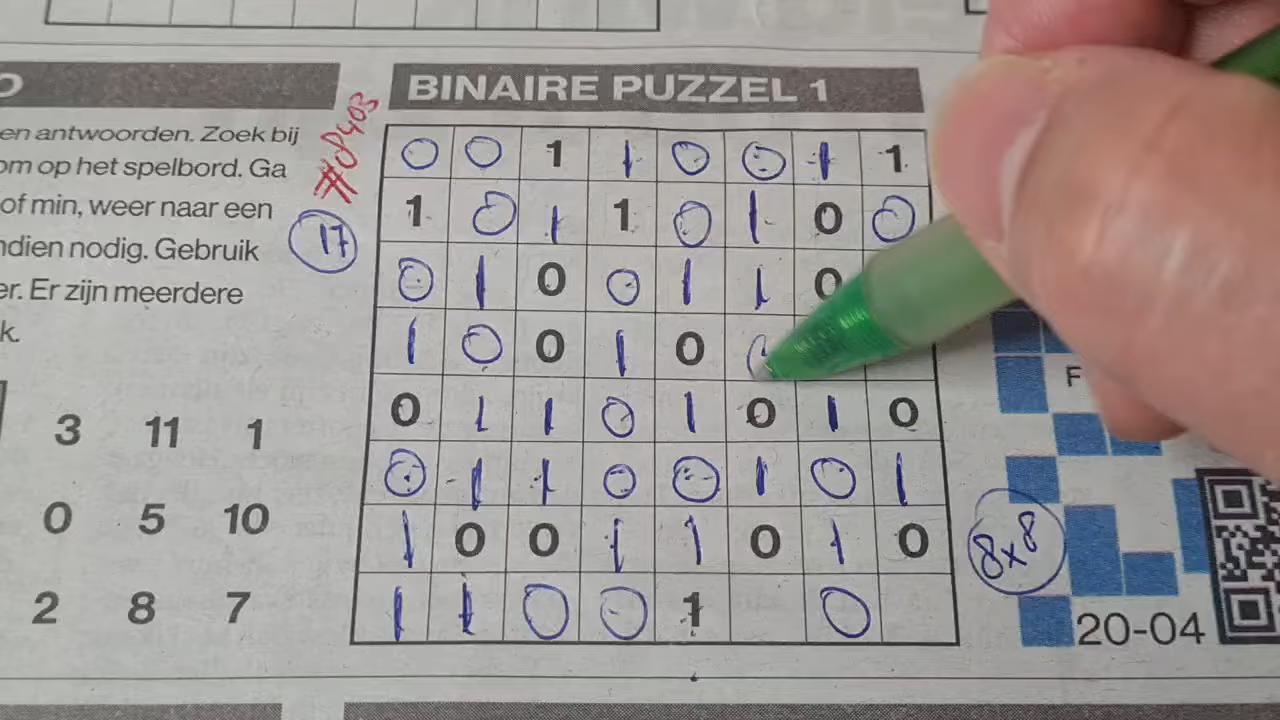 O
BINAIRE PUZZEL 1
en antwoorden. Zoek bij
om op het spelbord. Ga
of min, weer naar een
ndien nodig. Gebruik
er. Er zijn meerdere
k.
#0P403
17
0 0 1 1 0 0 1 1
1 0 1 1 0 1 0 0
0 1 0 0 1 1 0
1 0 0 1 0
0 1 1 0 1 0 1 0
0 1 1 0 0 1 0 1
1 0 0 1 1 0 1 0
1 1 0 0 1 0
3 11 1
0 5 10
2 8 7
F
8x8
20-04